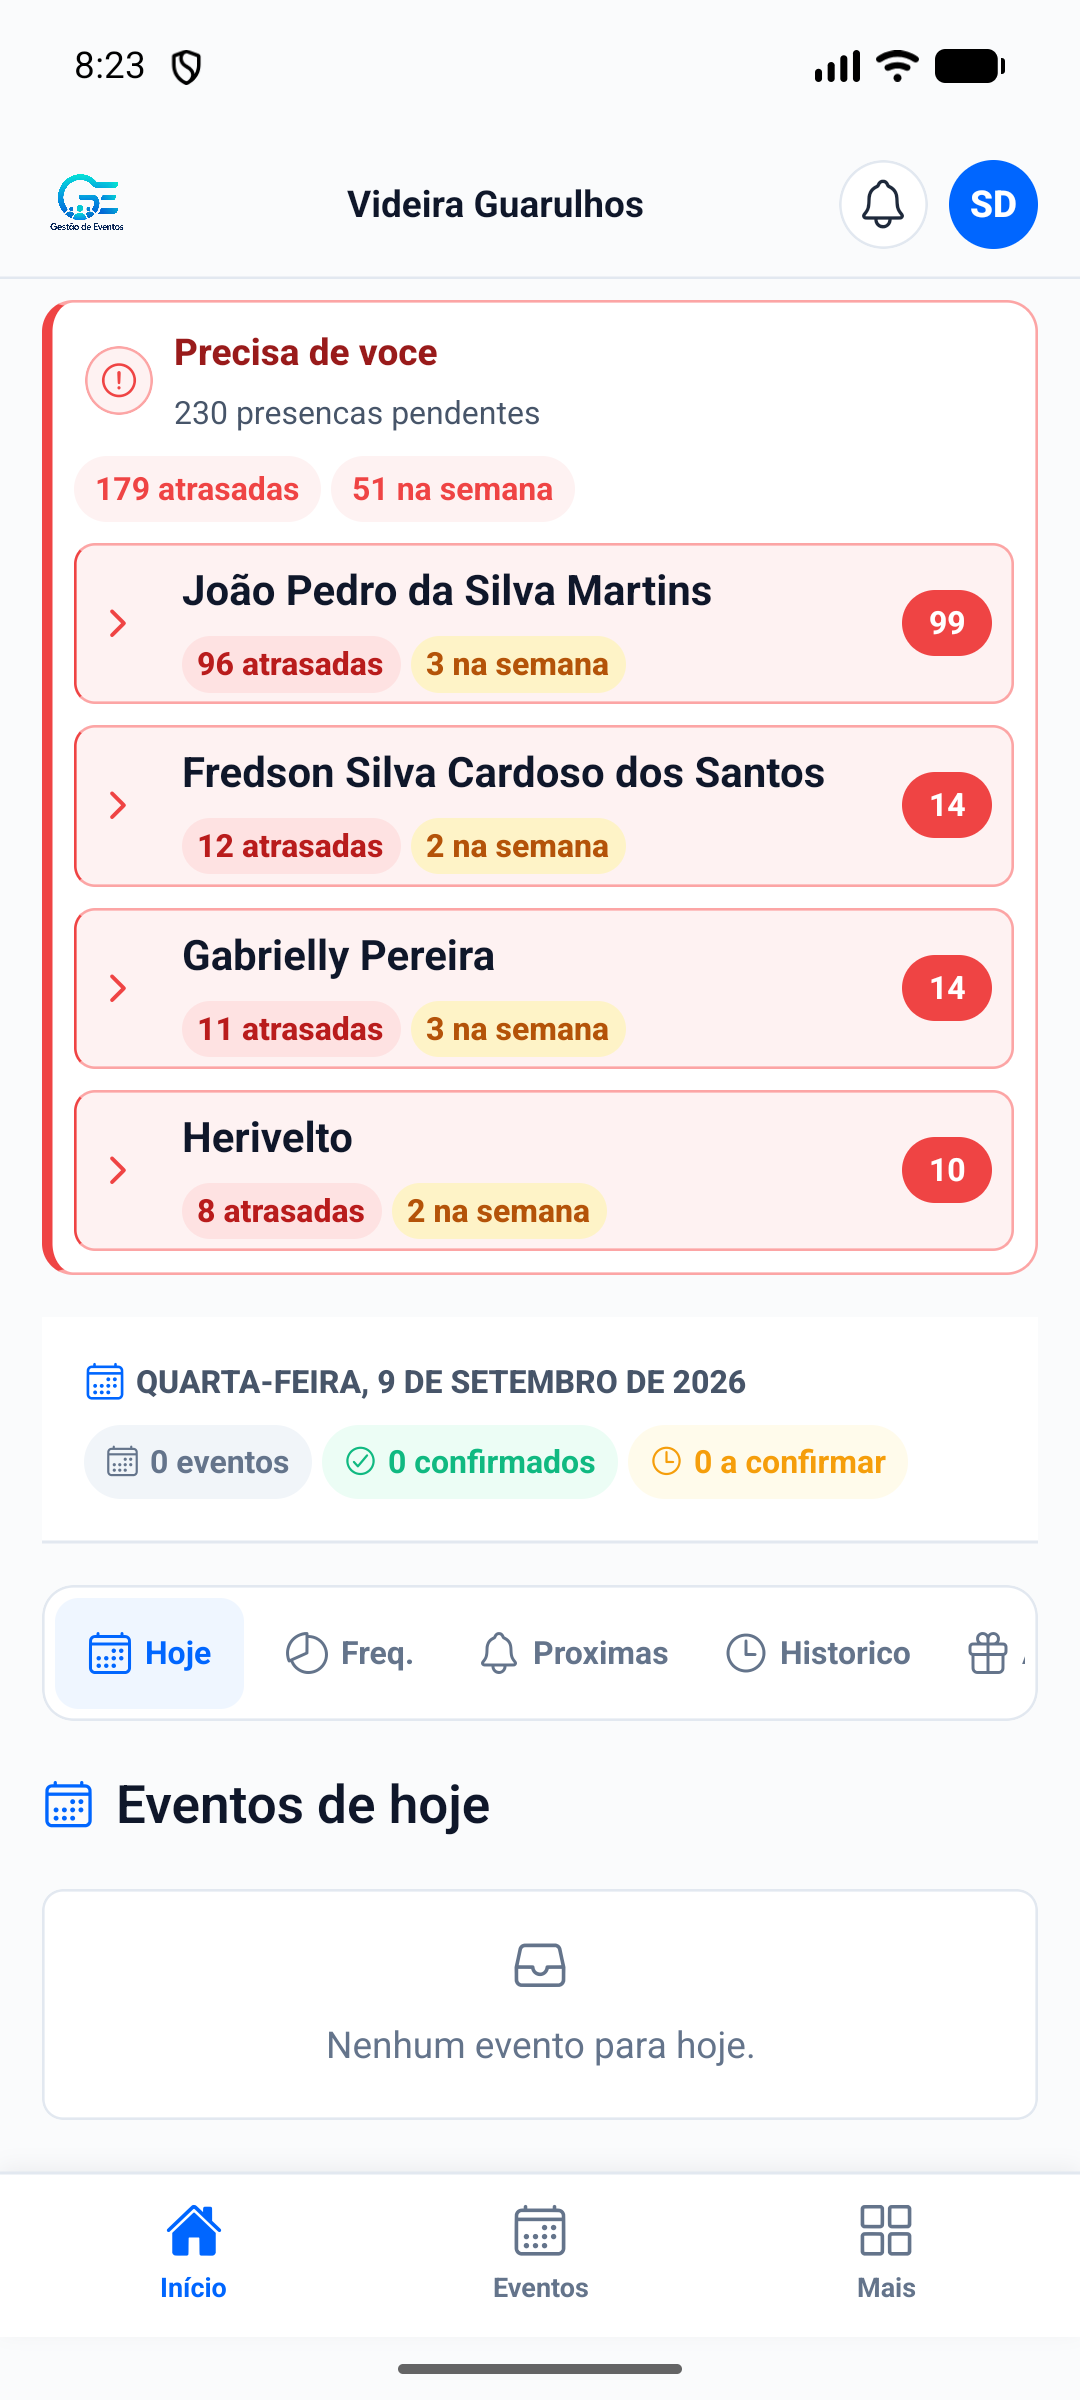 8:23
Gestão de Eventos
Videira Guarulhos
SD
Precisa de voce
230 presencas pendentes
179 atrasadas 51 na semana
João Pedro da Silva Martins
96 atrasadas 3 na semana
99
Fredson Silva Cardoso dos Santos
12 atrasadas 2 na semana
14
Gabrielly Pereira
11 atrasadas 3 na semana
14
Herivelto
8 atrasadas 2 na semana
10
QUARTA-FEIRA, 9 DE SETEMBRO DE 2026
0 eventos 0 confirmados 0 a confirmar
Hoje Freq. Proximas Historico
Eventos de hoje
Nenhum evento para hoje.
Início Eventos Mais